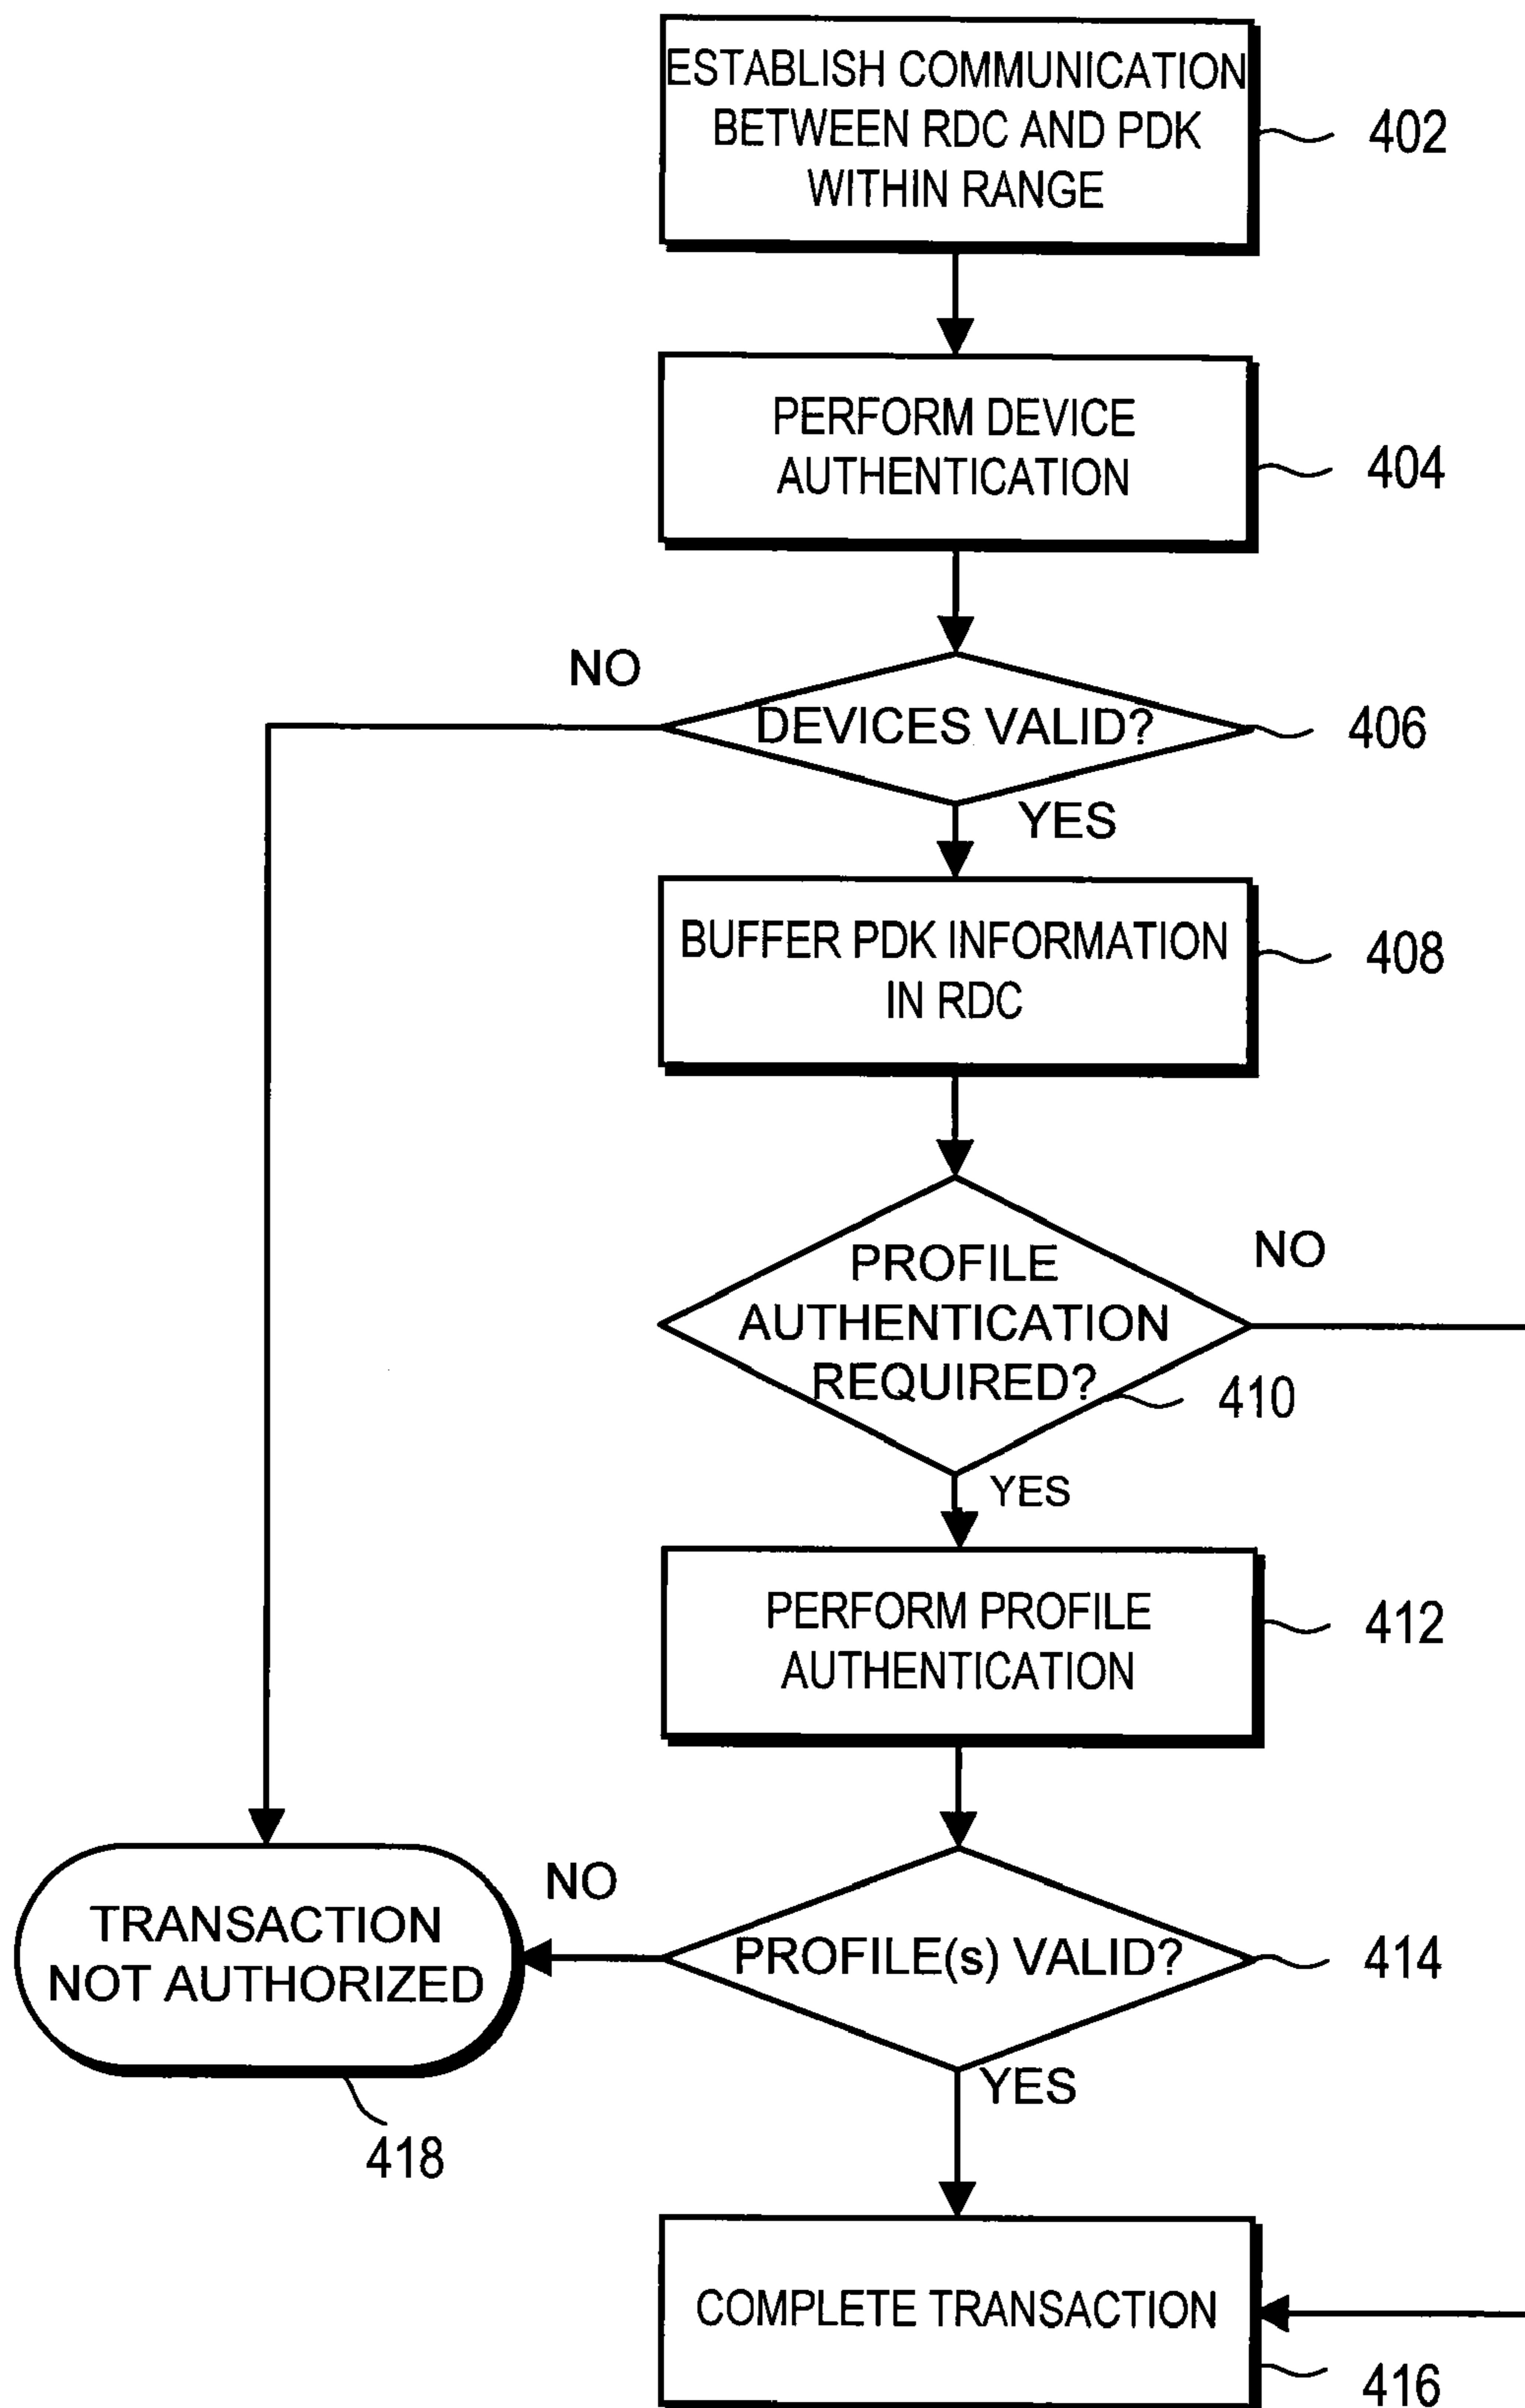 ESTABLISH COMMUNICATION
BETWEEN RDC AND PDK
WITHIN RANGE
402
PERFORM DEVICE
AUTHENTICATION
404
NO
DEVICES VALID?
406
YES
BUFFER PDK INFORMATION
IN RDC
408
PROFILE
AUTHENTICATION
REQUIRED?
NO
410
YES
PERFORM PROFILE
AUTHENTICATION
412
TRANSACTION
NOT AUTHORIZED
NO
PROFILE(s) VALID?
414
YES
418
COMPLETE TRANSACTION
416